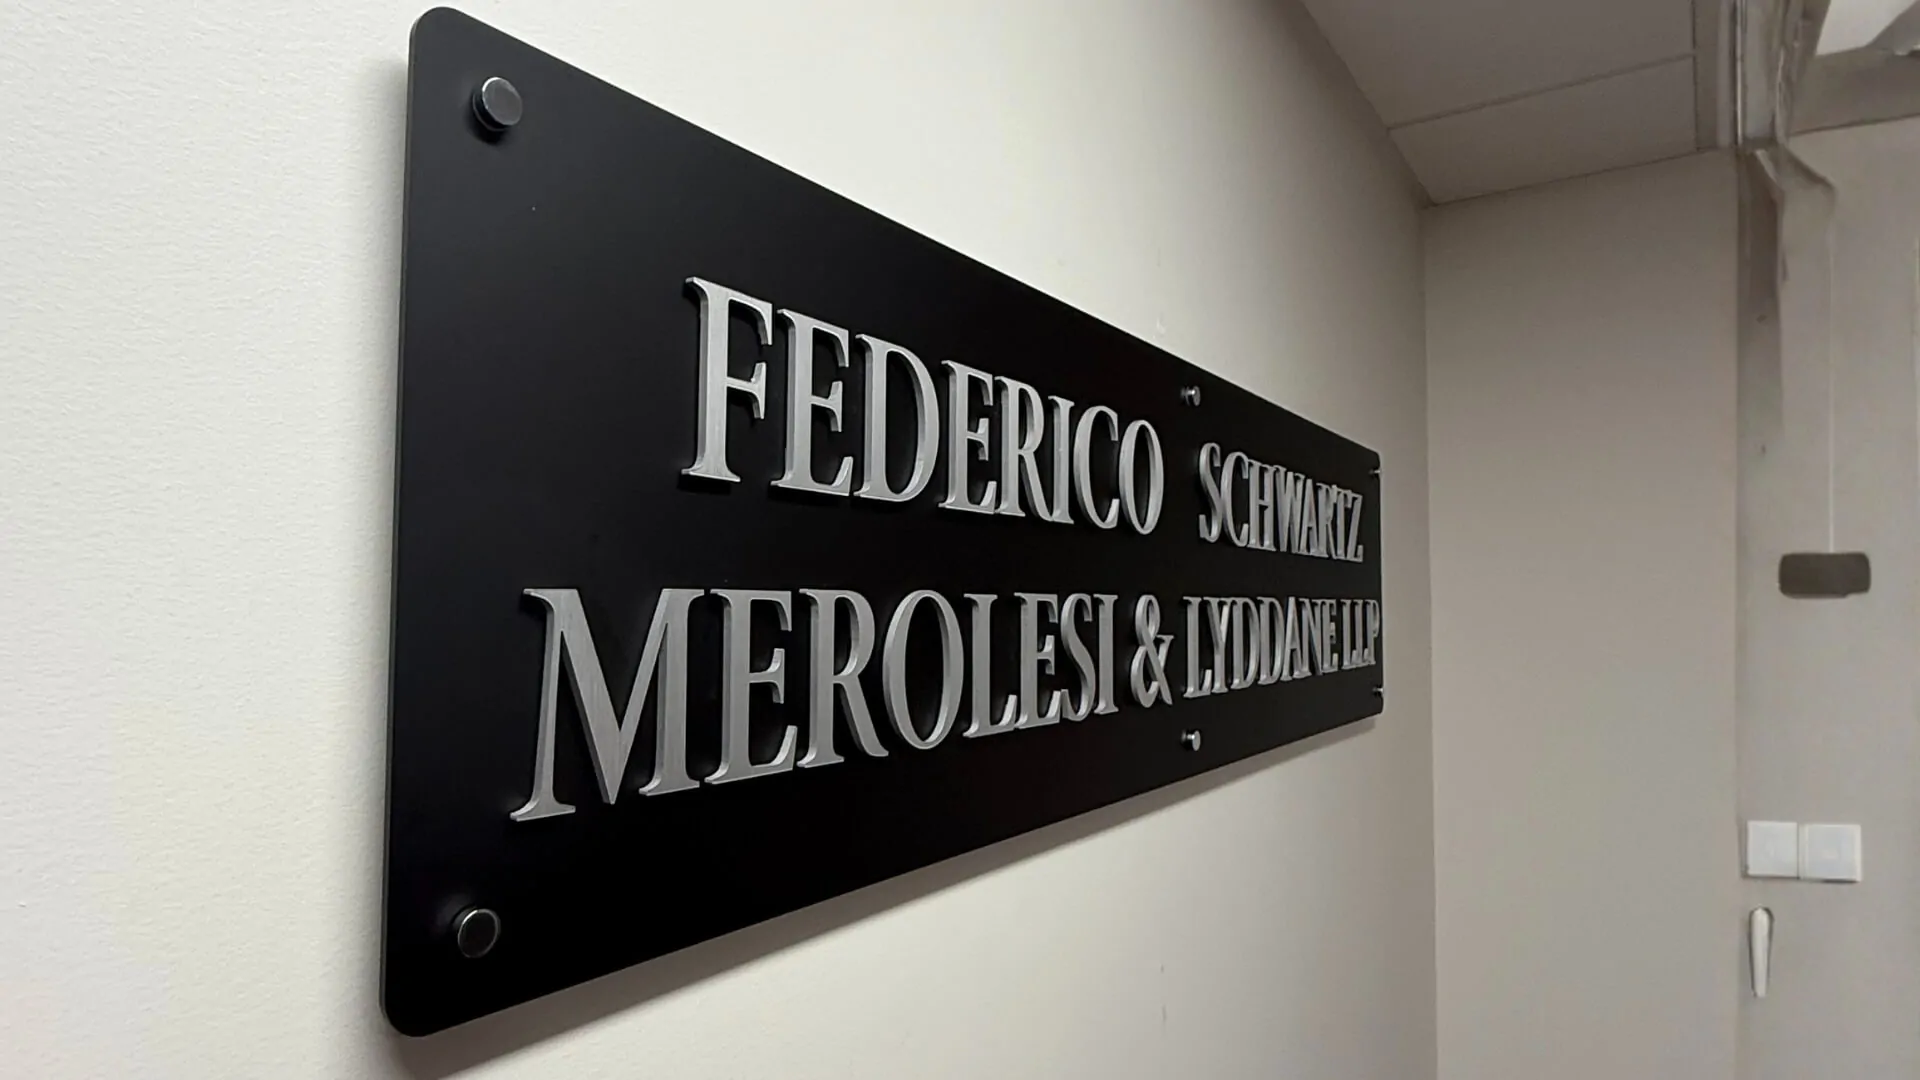 FEDERICO SCHWARTZ
MEROLESI & LYDDANE LLP